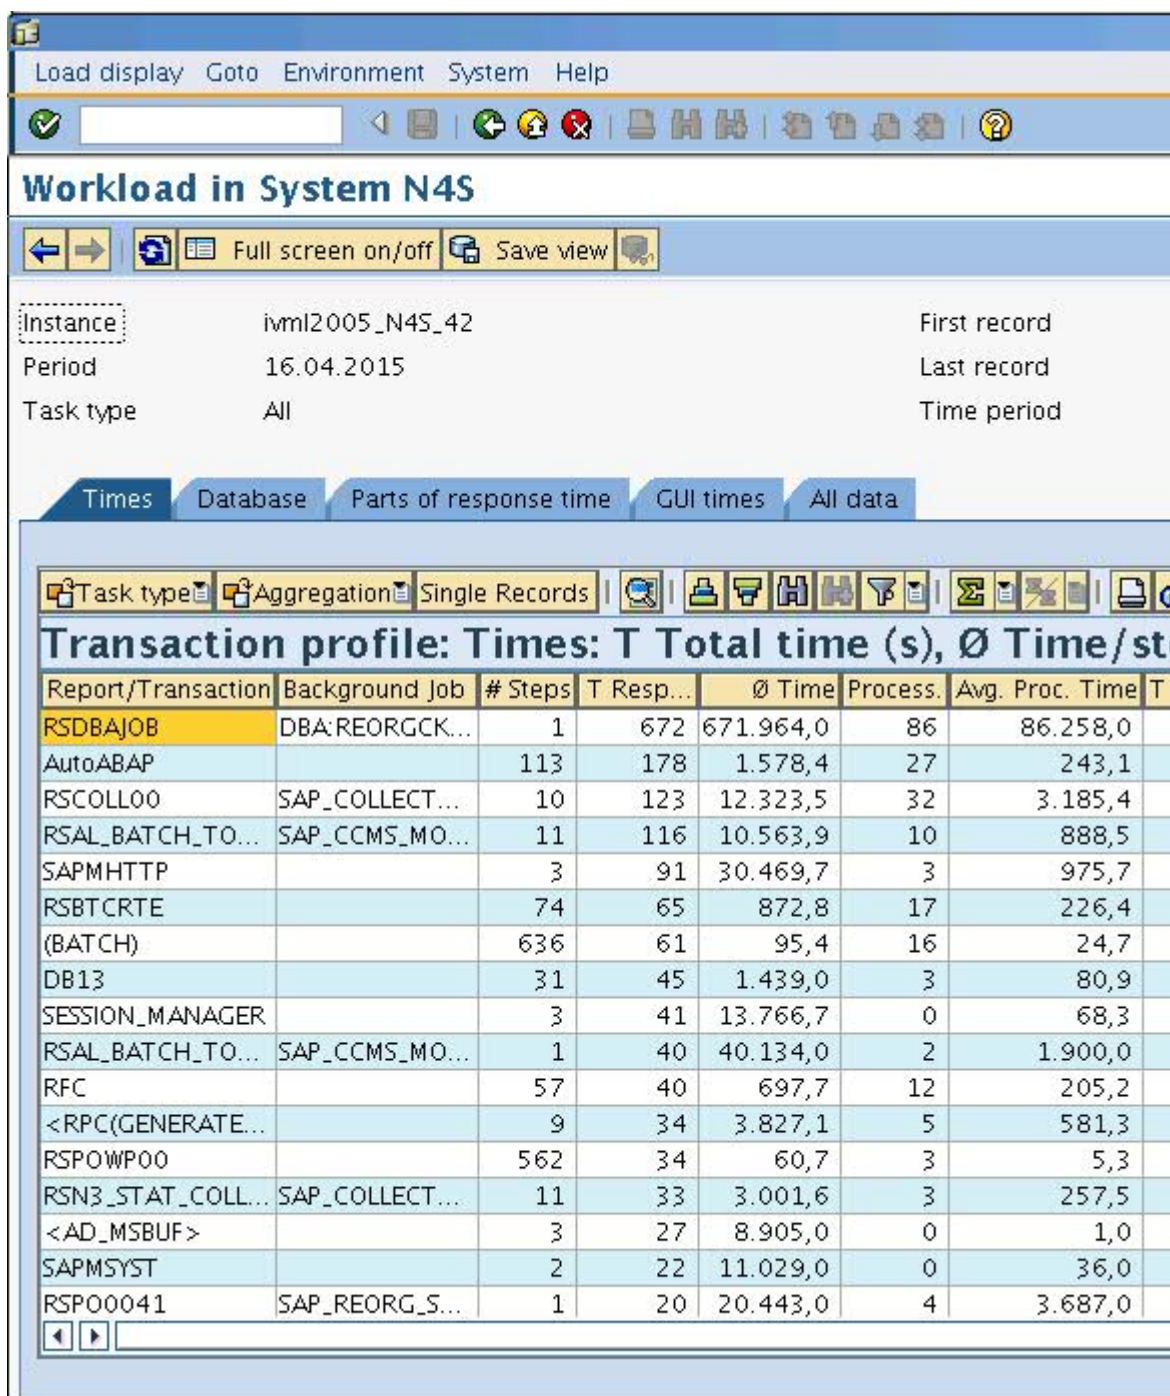 Load display Goto Environment System Help
Workload in System N4S
Full screen on/off Save view
Instance ivml2005_N4S_42 First record
Period 16.04.2015 Last record
Task type All Time period
Times Database Parts of response time GUI times All data
Task type Aggregation Single Records
Transaction profile: Times: T Total time (s), Ø Time/st
Report/Transaction Background Job # Steps T Resp... Ø Time Process. Avg. Proc. Time T
RSDBAJOB DBA:REORGCK... 1 672 671.964,0 86 86.258,0
AutoABAP 113 178 1.578,4 27 243,1
RSCOLL00 SAP_COLLECT... 10 123 12.323,5 32 3.185,4
RSAL_BATCH_TO... SAP_CCMS_MO... 11 116 10.563,9 10 888,5
SAPMHTTP 3 91 30.469,7 3 975,7
RSBTCRTE 74 65 872,8 17 226,4
(BATCH) 636 61 95,4 16 24,7
DB13 31 45 1.439,0 3 80,9
SESSION_MANAGER 3 41 13.766,7 0 68,3
RSAL_BATCH_TO... SAP_CCMS_MO... 1 40 40.134,0 2 1.900,0
RFC 57 40 697,7 12 205,2
<RPC(GENERATE... 9 34 3.827,1 5 581,3
RSPOWP00 562 34 60,7 3 5,3
RSN3_STAT_COLL... SAP_COLLECT... 11 33 3.001,6 3 257,5
<AD_MSBUF> 3 27 8.905,0 0 1,0
SAPMSYST 2 22 11.029,0 0 36,0
RSPO0041 SAP_REORG_S... 1 20 20.443,0 4 3.687,0